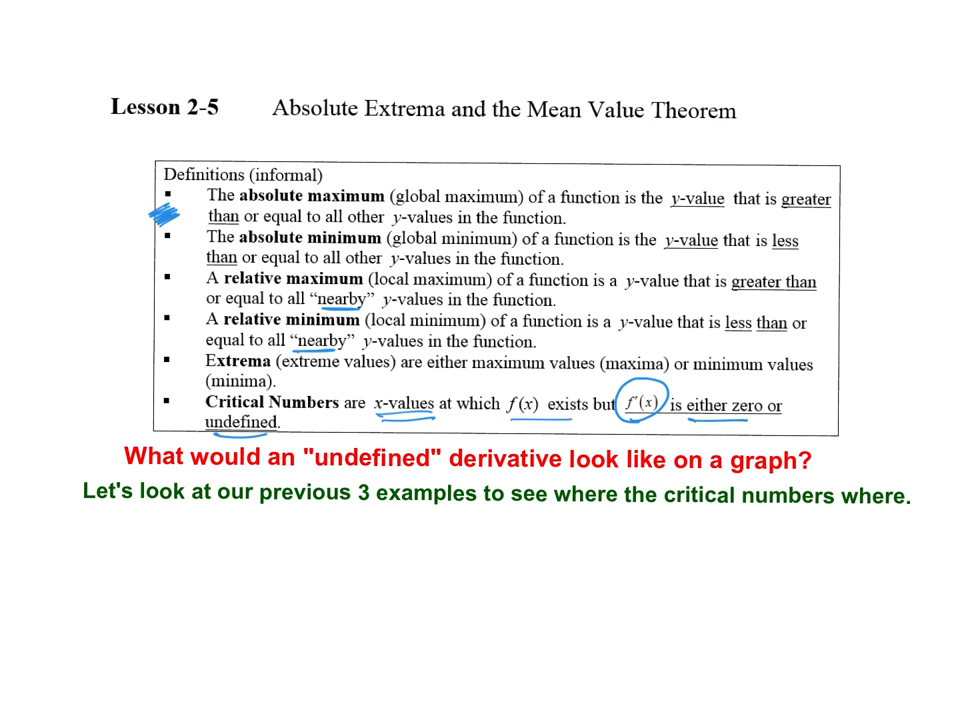 Lesson 2-5 Absolute Extrema and the Mean Value Theorem
Definitions (informal)
▪ The absolute maximum (global maximum) of a function is the y-value that is greater
than or equal to all other y-values in the function.
▪ The absolute minimum (global minimum) of a function is the y-value that is less
than or equal to all other y-values in the function.
▪ A relative maximum (local maximum) of a function is a y-value that is greater than
or equal to all “nearby” y-values in the function.
▪ A relative minimum (local minimum) of a function is a y-value that is less than or
equal to all “nearby” y-values in the function.
▪ Extrema (extreme values) are either maximum values (maxima) or minimum values
(minima).
▪ Critical Numbers are x-values at which f(x) exists but f'(x) is either zero or
undefined.
What would an "undefined" derivative look like on a graph?
Let's look at our previous 3 examples to see where the critical numbers where.